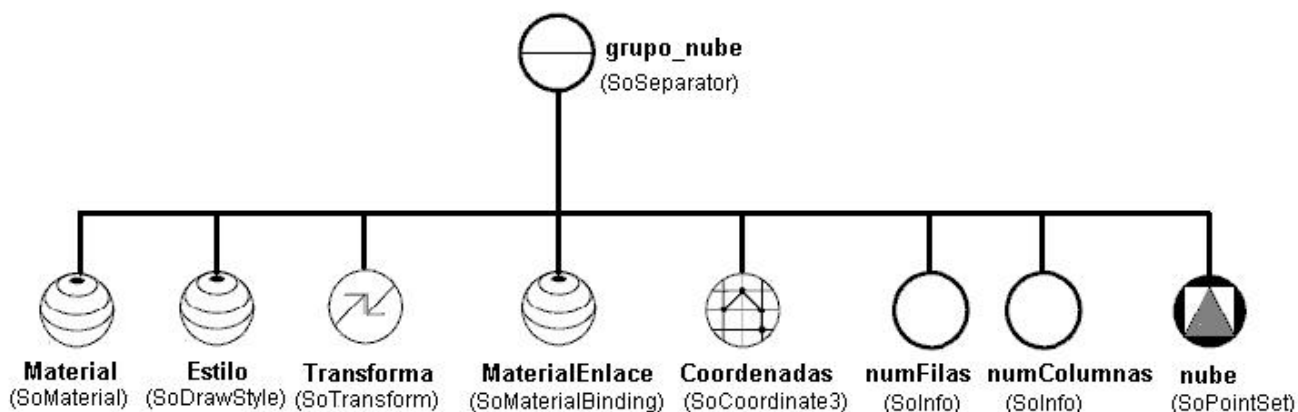 grupo_nube
(SoSeparator)
Material
(SoMaterial)
Estilo
(SoDrawStyle)
Transforma
(SoTransform)
MaterialEnlace
(SoMaterialBinding)
Coordenadas
(SoCoordinate3)
numFilas
(SoInfo)
numColumnas
(SoInfo)
nube
(SoPointSet)